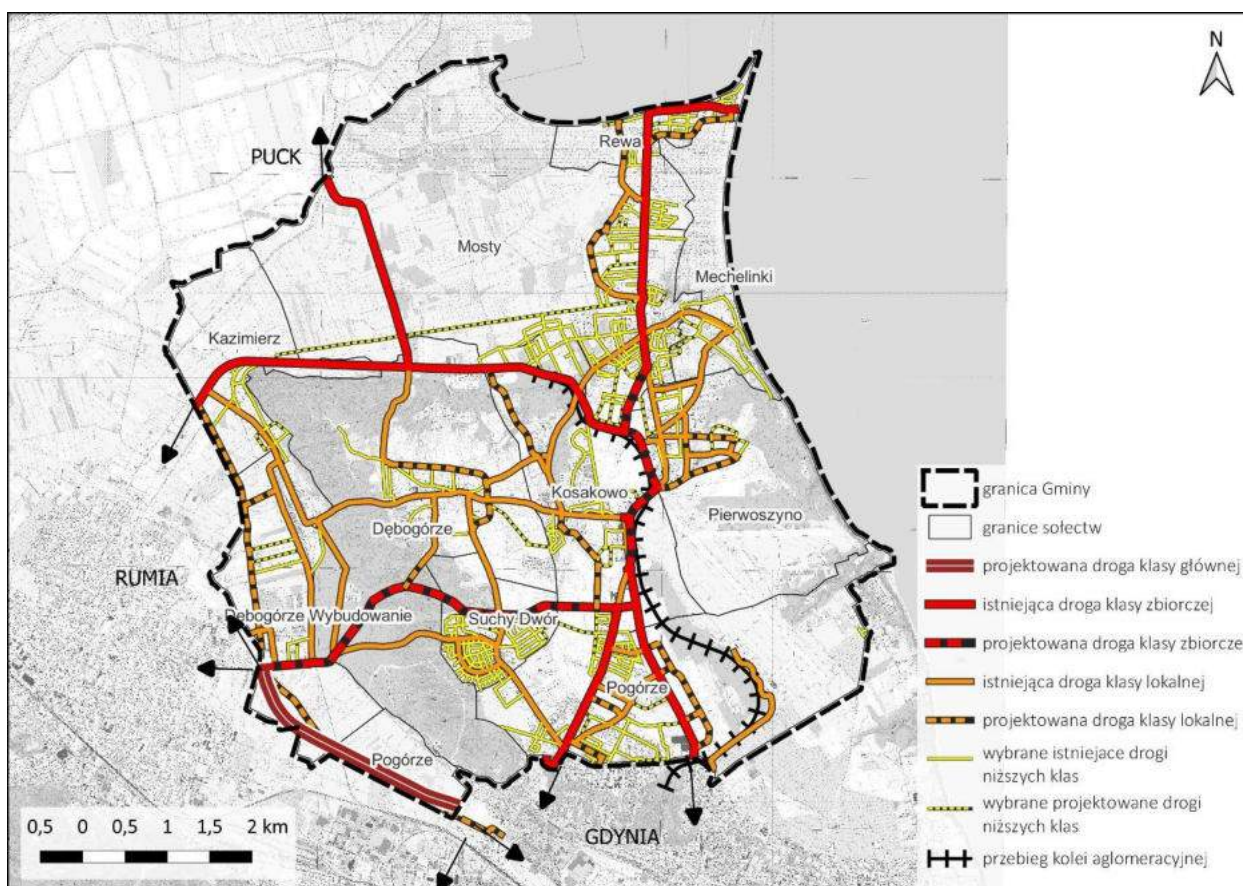 N
Rewa
PUCK
Mosty
Mechelinki
Kazimierz
Kosakowo
Pierwoszyno
Dębogórze
RUMIA
Dębogórze Wybudowanie
Suchy Dwór
Pogórze
Pogórze
GDYNIA
0,5 0 0,5 1 1,5 2 km
granica Gminy
granice sołectw
projektowana droga klasy głównej
istniejąca droga klasy zbiorczej
projektowana droga klasy zbiorcze
istniejąca droga klasy lokalnej
projektowana droga klasy lokalnej
wybrane istniejace drogi
niższych klas
wybrane projektowane drogi
niższych klas
przebieg kolei aglomeracyjnej